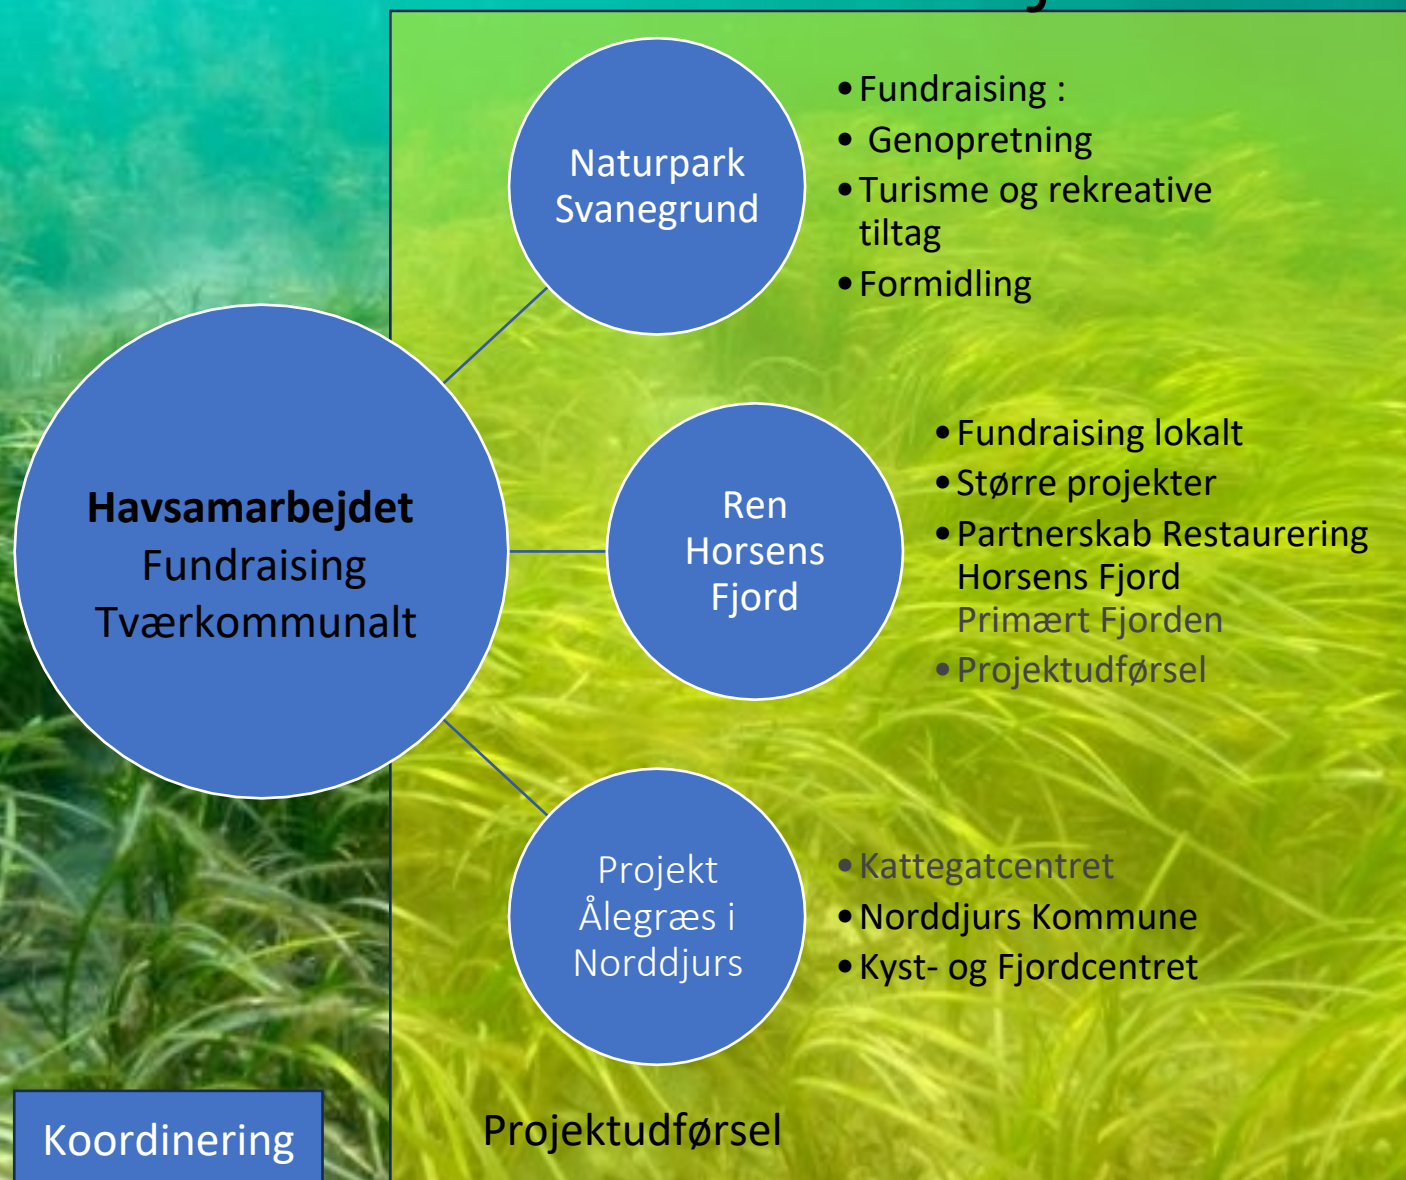 Naturpark
Svanegrund
• Fundraising :
• Genopretning
• Turisme og rekreative
tiltag
• Formidling
Havsamarbejdet
Fundraising
Tværkommunalt
Ren
Horsens
Fjord
• Fundraising lokalt
• Større projekter
• Partnerskab Restaurering
Horsens Fjord
Primært Fjorden
• Projektudførsel
Projekt
Ålegræs i
Norddjurs
• Kattegatcentret
• Norddjurs Kommune
• Kyst- og Fjordcentret
Koordinering
Projektudførsel